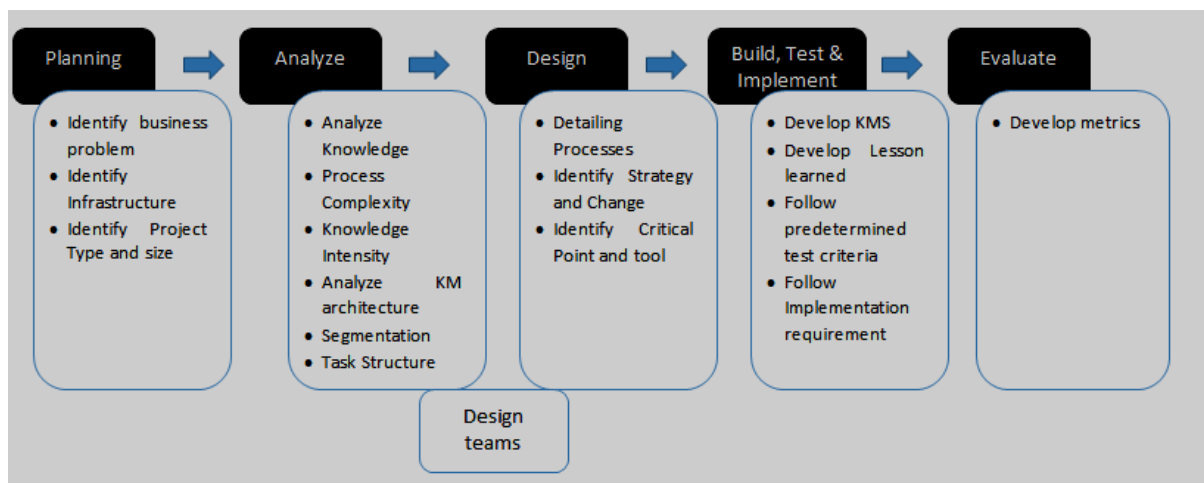 Planning
Identify business
problem
Identify
Infrastructure
Identify Project
Type and size
Analyze
Analyze
Knowledge
Process
Complexity
Knowledge
Intensity
Analyze KM
architecture
Segmentation
Task Structure
Design
Detailing
Processes
Identify Strategy
and Change
Identify Critical
Point and tool
Build, Test &
Implement
Develop KMS
Develop Lesson
learned
Follow
predetermined
test criteria
Follow
Implementation
requirement
Evaluate
Develop metrics
Design
teams